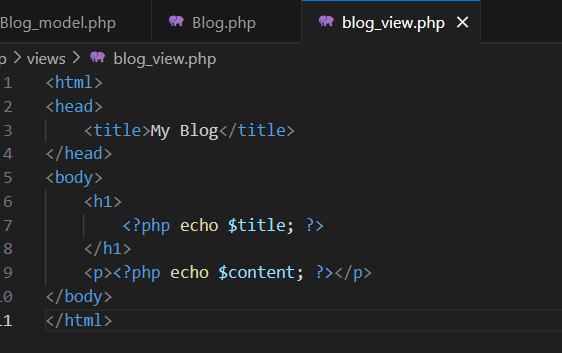 Blog_model.php Blog.php blog_view.php ×
p > views > blog_view.php
1 <html>
2 <head>
3     <title>My Blog</title>
4 </head>
5 <body>
6     <h1>
7         <?php echo $title; ?>
8     </h1>
9     <p><?php echo $content; ?></p>
10 </body>
11 </html>